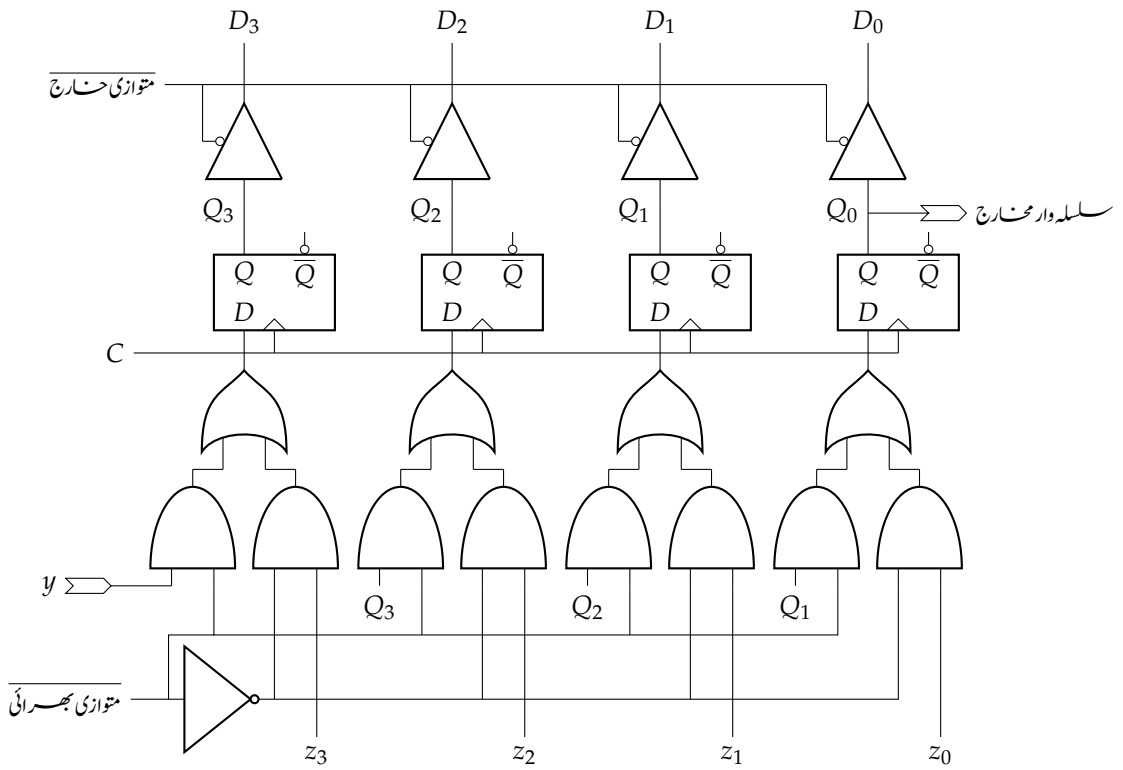 D₃ D₂ D₁ D₀
متوازی خارج
Q₃ Q₂ Q₁ Q₀ سلسلہ وار مخارج
Q Q̅ Q Q̅ Q Q̅ Q Q̅
D D D D
C
y
Q₃ Q₂ Q₁
متوازی بھرائی
z₃ z₂ z₁ z₀